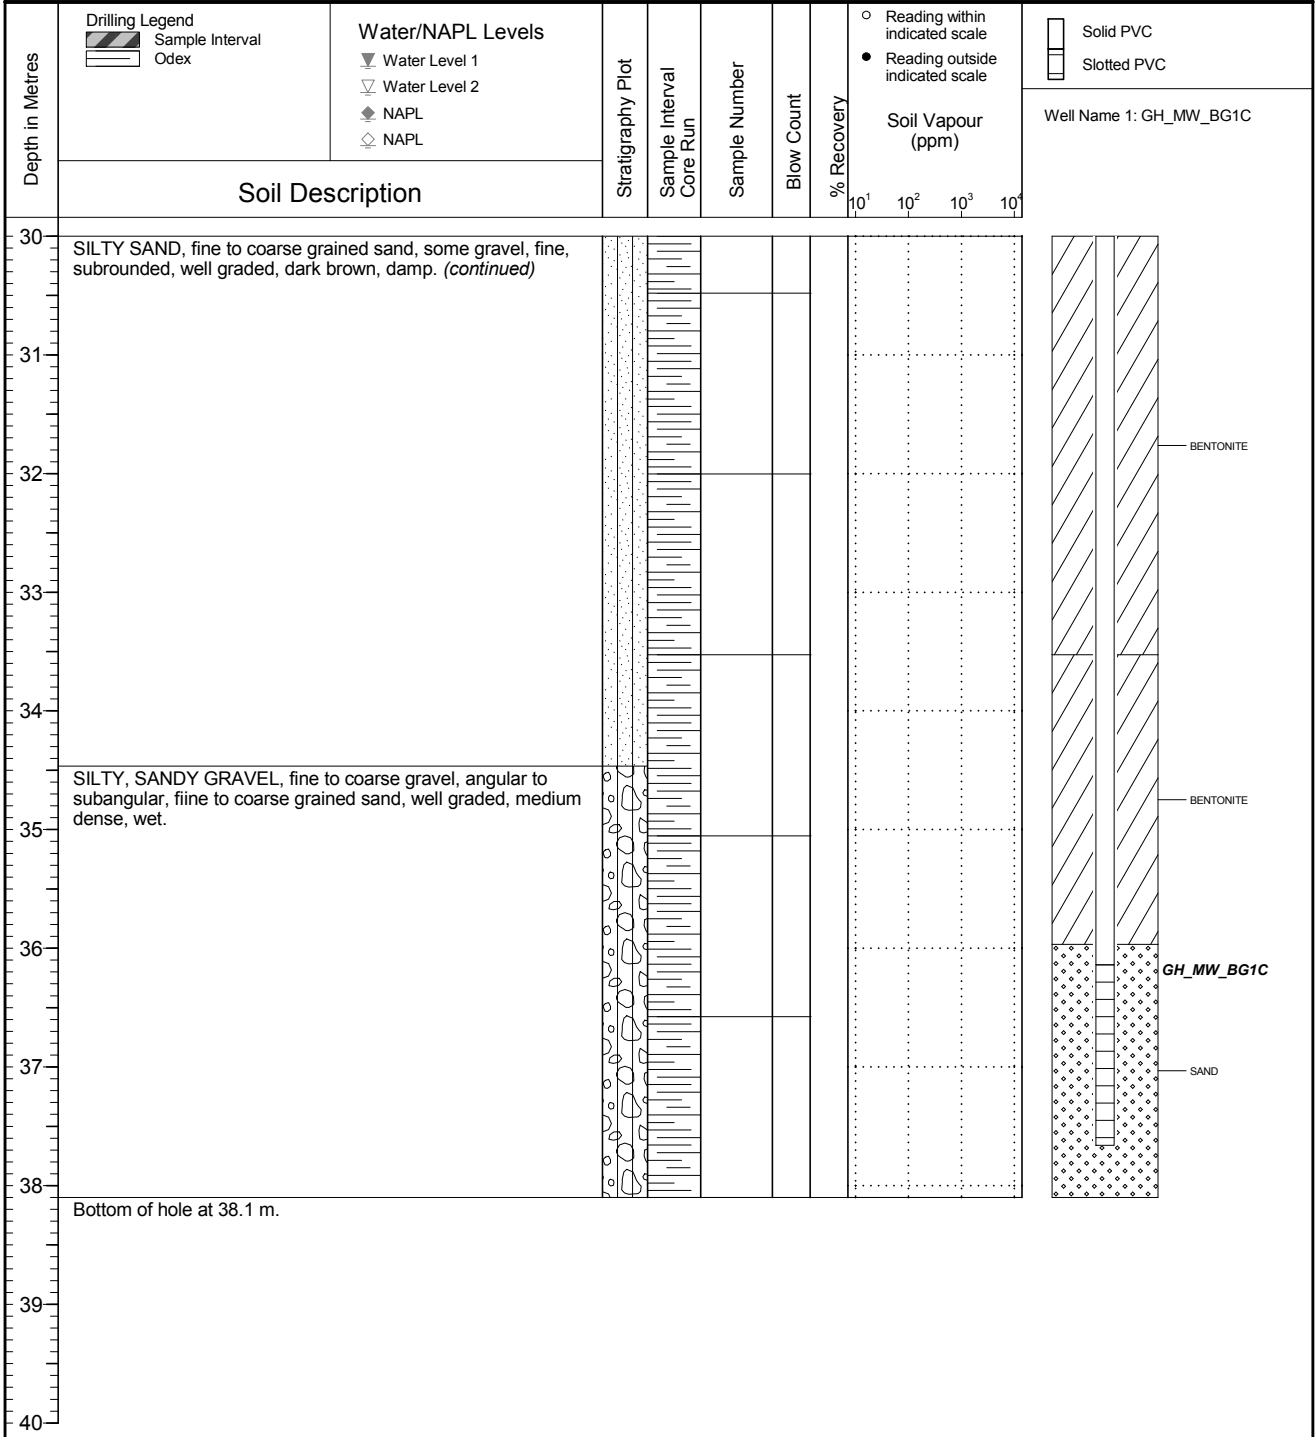 Depth in Metres
Drilling Legend
Sample Interval
Odex
Water/NAPL Levels
Water Level 1
Water Level 2
NAPL
NAPL
Soil Description
Stratigraphy Plot
Sample Interval
Core Run
Sample Number
Blow Count
% Recovery
Reading within
indicated scale
Reading outside
indicated scale
Soil Vapour
(ppm)
10¹ 10² 10³ 10⁴
Solid PVC
Slotted PVC
Well Name 1: GH_MW_BG1C
30
SILTY SAND, fine to coarse grained sand, some gravel, fine,
subrounded, well graded, dark brown, damp. (continued)
31
BENTONITE
32
33
34
SILTY, SANDY GRAVEL, fine to coarse gravel, angular to
subangular, fiine to coarse grained sand, well graded, medium
dense, wet.
BENTONITE
35
36
GH_MW_BG1C
37
SAND
38
Bottom of hole at 38.1 m.
39
40